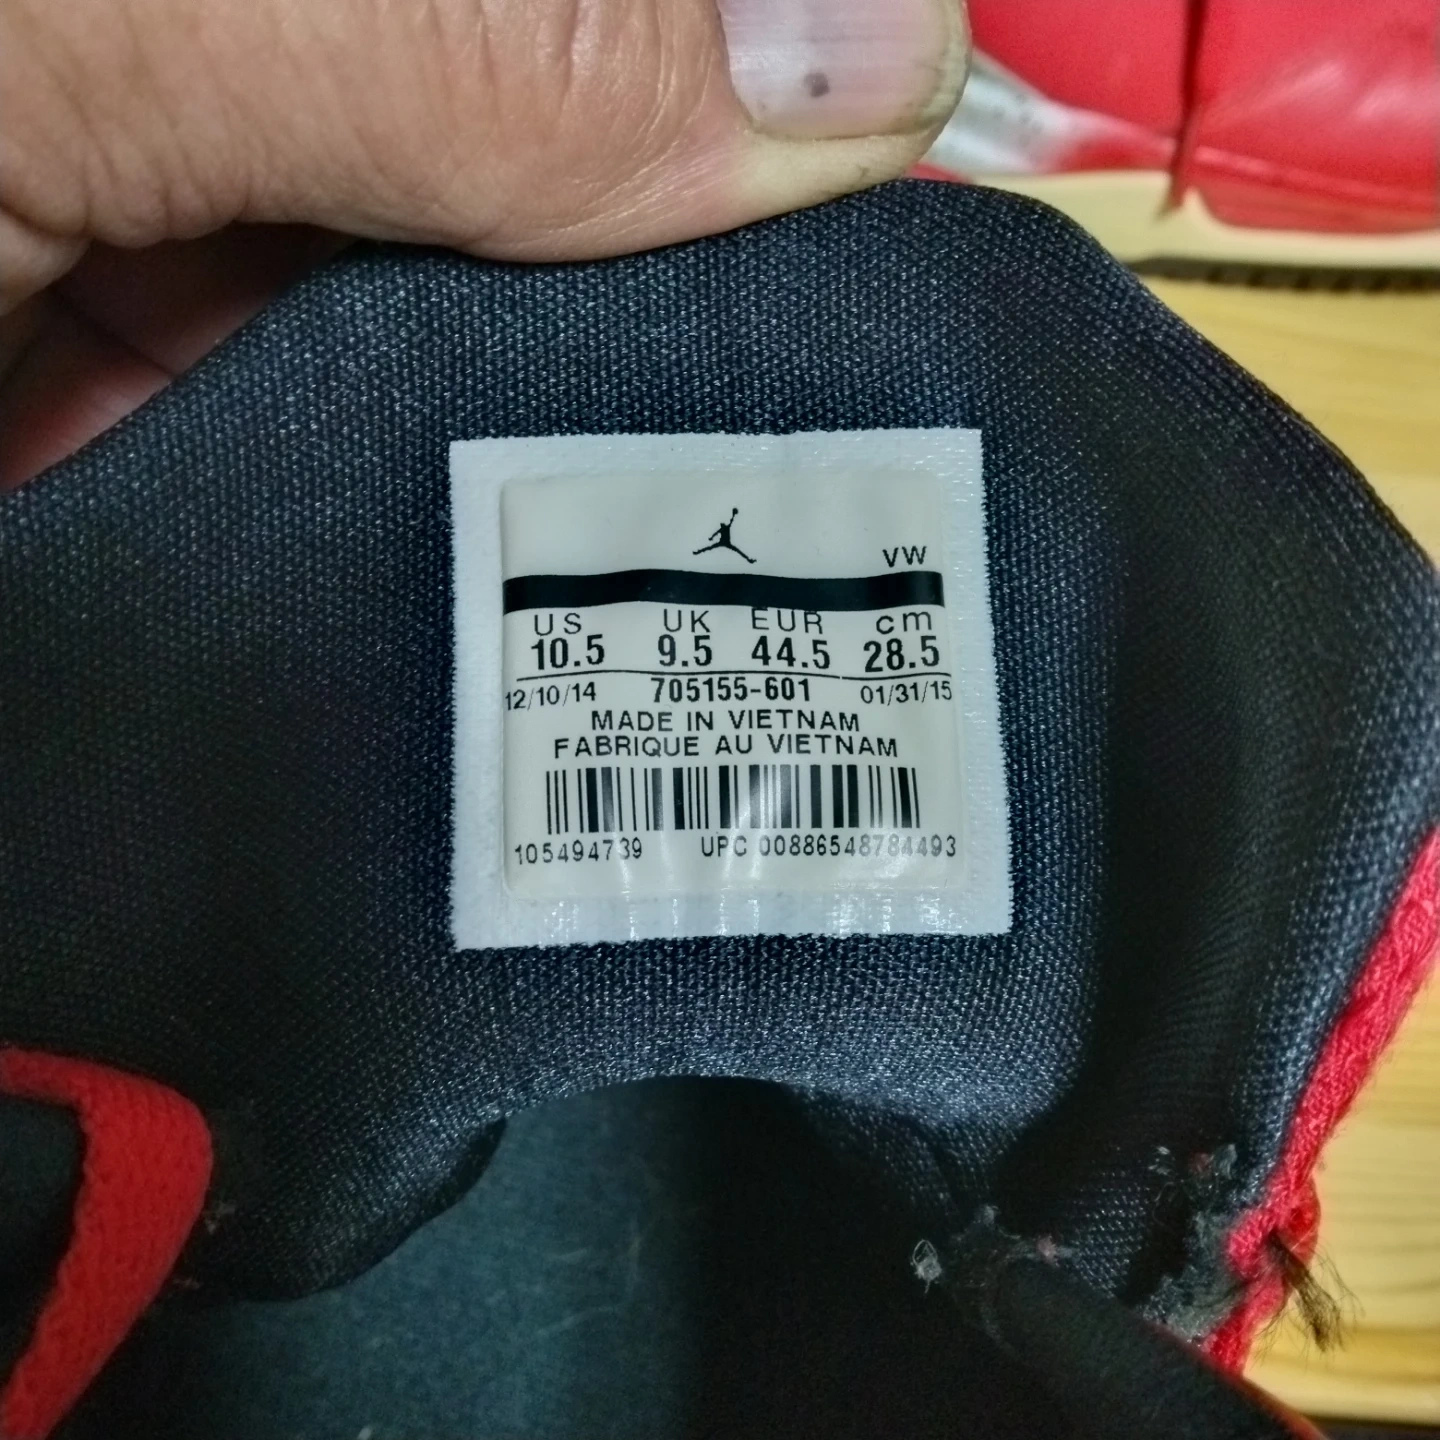 VW
US UK EUR cm
10.5 9.5 44.5 28.5
12/10/14 705155-601 01/31/15
MADE IN VIETNAM
FABRIQUE AU VIETNAM
105494739 UPC 00886548784493